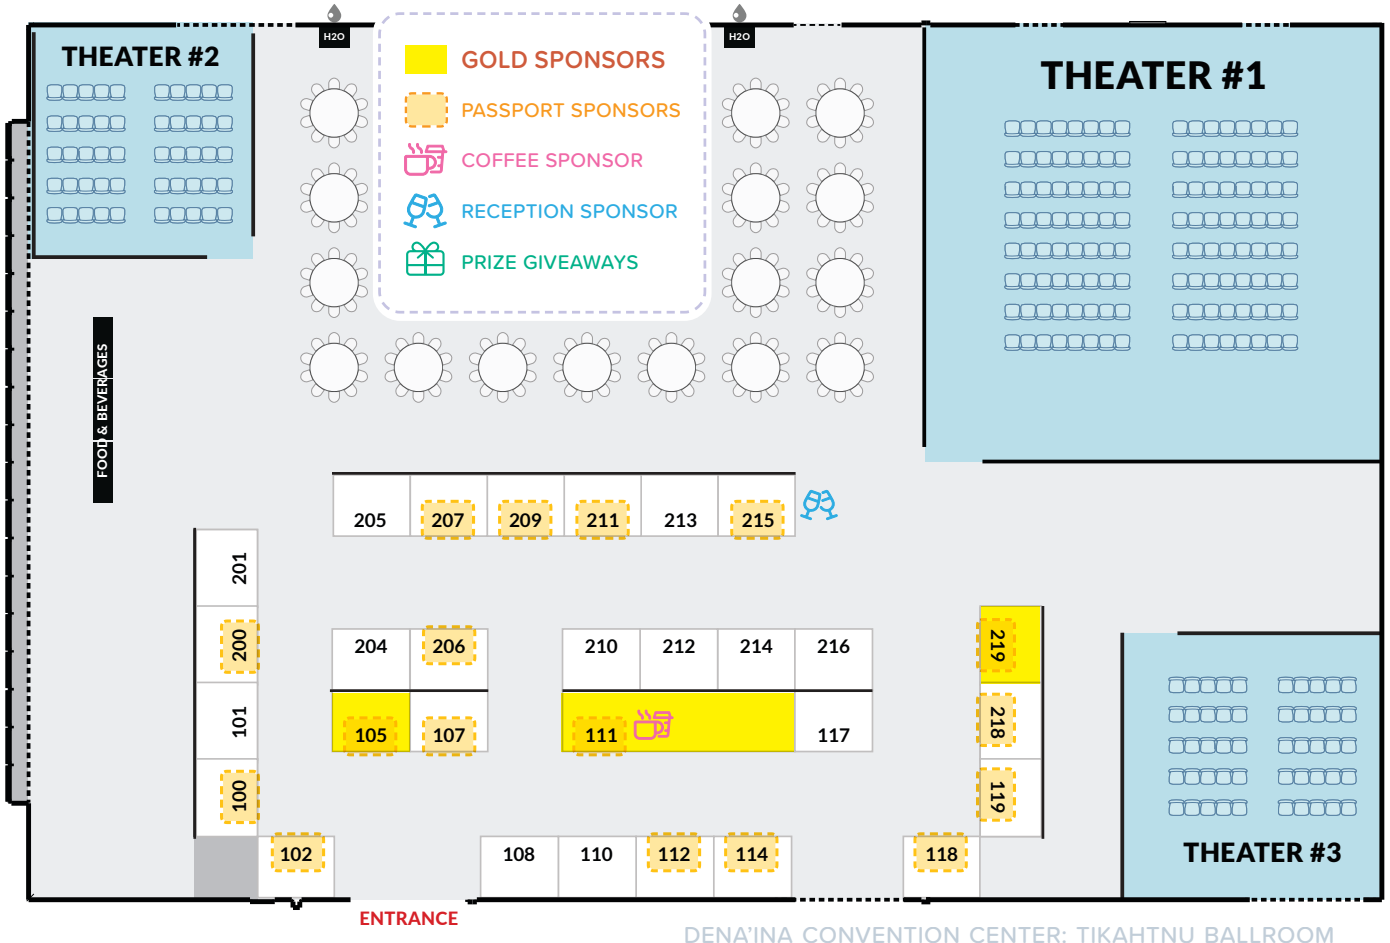 THEATER #2
H2O
H2O
GOLD SPONSORS
PASSPORT SPONSORS
COFFEE SPONSOR
RECEPTION SPONSOR
PRIZE GIVEAWAYS
THEATER #1
FOOD & BEVERAGES
205 207 209 211 213 215
201
200
101
100
204 206 210 212 214 216
105 107 111 117
219
218
119
102 108 110 112 114 118
THEATER #3
ENTRANCE
DENA'INA CONVENTION CENTER: TIKAHTNU BALLROOM